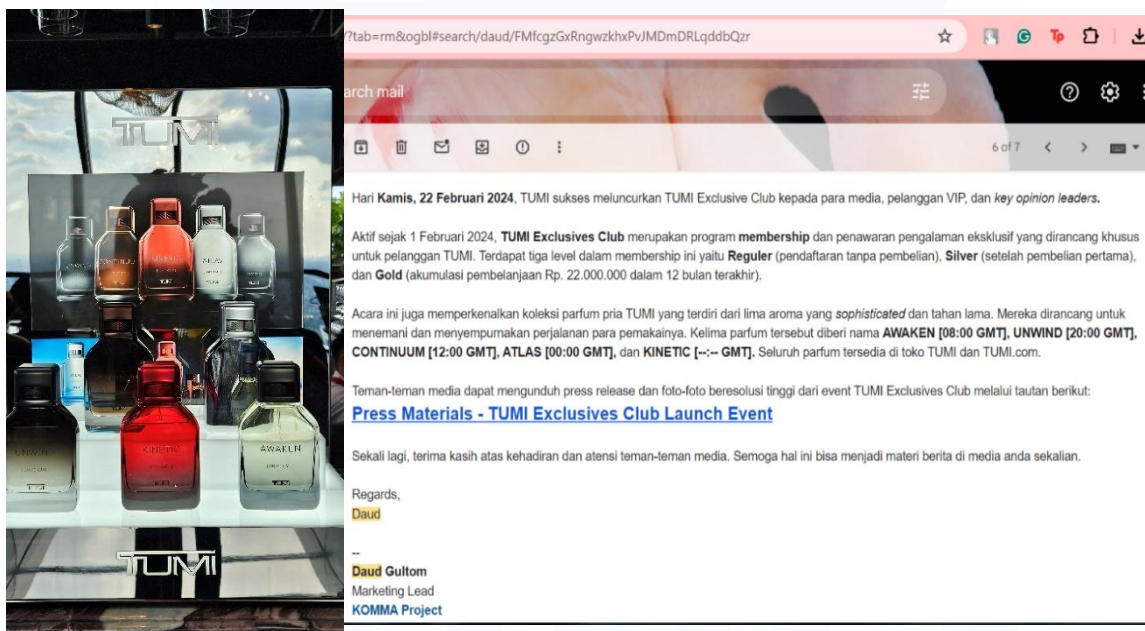 TUMI
UNWIND
CONTINUUM
KINETIC
ATLAS
UNWIND
KINETIC
AWAKEN
TUMI
TUMI
TUMI
TUMI
/?tab=rm&ogbl#search/daud/FMfcgzGxRngwzkhxPvJMDmDRLqddbQzr
arch mail
6 of 7
Hari Kamis, 22 Februari 2024, TUMI sukses meluncurkan TUMI Exclusive Club kepada para media, pelanggan VIP, dan key opinion leaders.
Aktif sejak 1 Februari 2024, TUMI Exclusives Club merupakan program membership dan penawaran pengalaman eksklusif yang dirancang khusus
untuk pelanggan TUMI. Terdapat tiga level dalam membership ini yaitu Reguler (pendaftaran tanpa pembelian), Silver (setelah pembelian pertama),
dan Gold (akumulasi pembelanjaan Rp. 22.000.000 dalam 12 bulan terakhir).
Acara ini juga memperkenalkan koleksi parfum pria TUMI yang terdiri dari lima aroma yang sophisticated dan tahan lama. Mereka dirancang untuk
menemani dan menyempurnakan perjalanan para pemakainya. Kelima parfum tersebut diberi nama AWAKEN [08:00 GMT], UNWIND [20:00 GMT],
CONTINUUM [12:00 GMT], ATLAS [00:00 GMT], dan KINETIC [--:-- GMT]. Seluruh parfum tersedia di toko TUMI dan TUMI.com.
Teman-teman media dapat mengunduh press release dan foto-foto beresolusi tinggi dari event TUMI Exclusives Club melalui tautan berikut:
Press Materials - TUMI Exclusives Club Launch Event
Sekali lagi, terima kasih atas kehadiran dan atensi teman-teman media. Semoga hal ini bisa menjadi materi berita di media anda sekalian.
Regards,
Daud
--
Daud Gultom
Marketing Lead
KOMMA Project